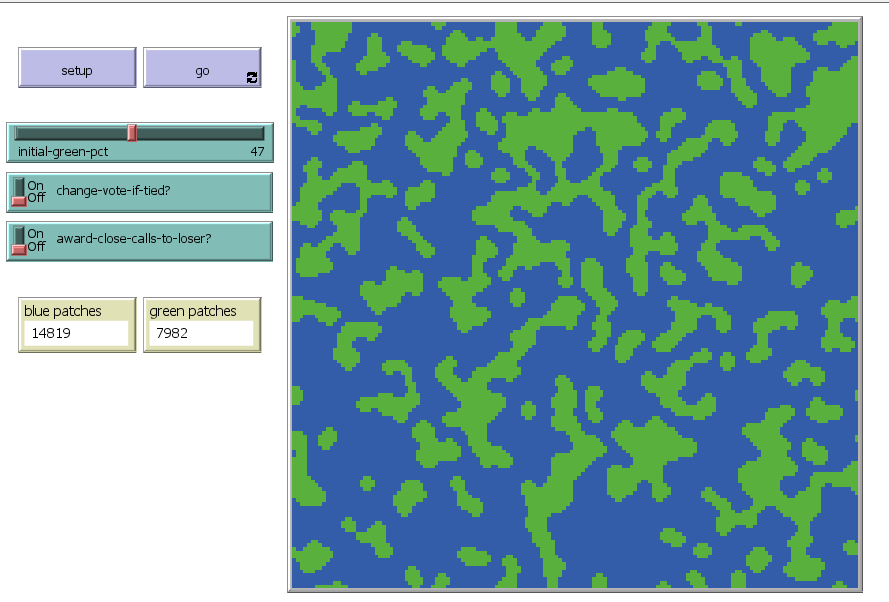 setup
go
initial-green-pct
47
On
Off
change-vote-if-tied?
On
Off
award-close-calls-to-loser?
blue patches
green patches
14819
7982